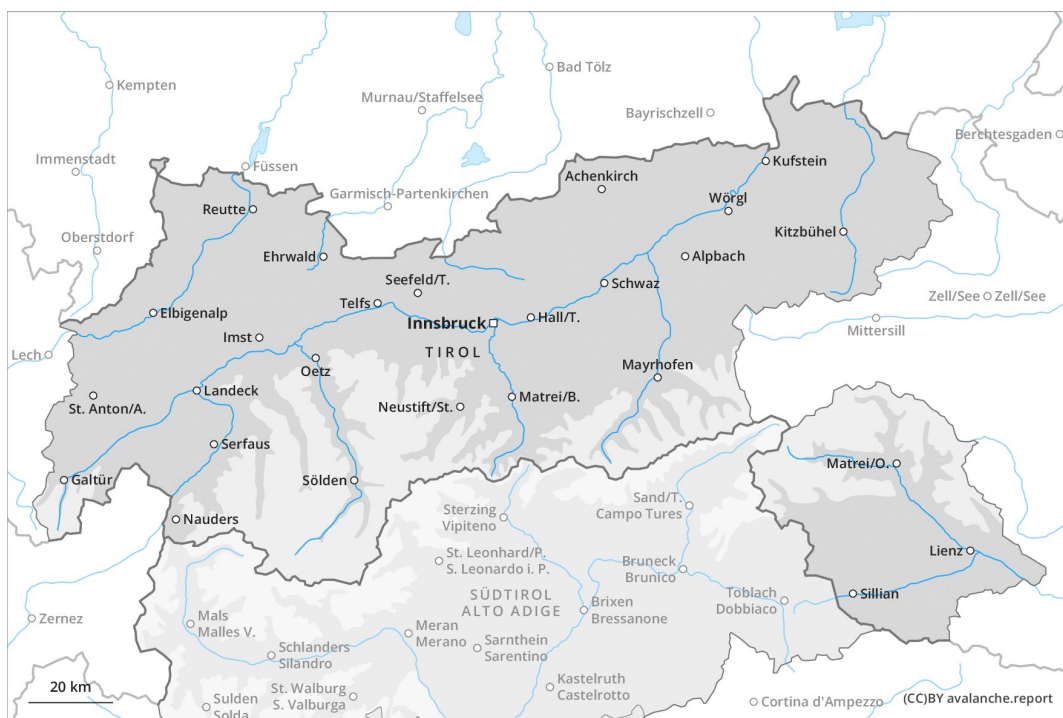 Kempten
Bad Tölz
Murnau/Staffelsee
Bayrischzell
Berchtesgaden
Immenstadt
Füssen
Garmisch-Partenkirchen
Achenkirch
Kufstein
Reutte
Wörgl
Oberstdorf
Kitzbühel
Ehrwald
Alpbach
Seefeld/T.
Schwaz
Zell/See
Zell/See
Telfs
Elbigenalp
Innsbruck
Hall/T.
Mittersill
Imst
TIROL
Lech
Oetz
Mayrhofen
Landeck
St. Anton/A.
Neustift/St.
Matrei/B.
Serfaus
Matrei/O.
Galtür
Sölden
Sand/T.
Campo Tures
Sterzing
Vipiteno
Nauders
Lienz
St. Leonhard/P.
S. Leonardo i. P.
Bruneck
Brunico
SÜDTIROL
ALTO ADIGE
Toblach
Dobbiaco
Sillian
Brixen
Bressanone
Zernez
Mals
Malles V.
Meran
Merano
Sarnthein
Sarentino
Schlanders
Silandro
Kastelruth
Castelrotto
20 km
St. Walburg
S. Valburga
Sulden
Solda
Cortina d'Ampezzo
(CC)BY avalanche.report